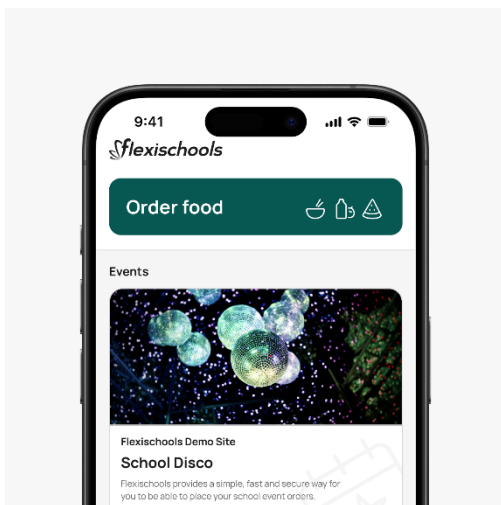 9:41
flexischools
Order food
Events
Flexischools Demo Site
School Disco
Flexischools provides a simple, fast and secure way for
you to be able to place your school event orders.